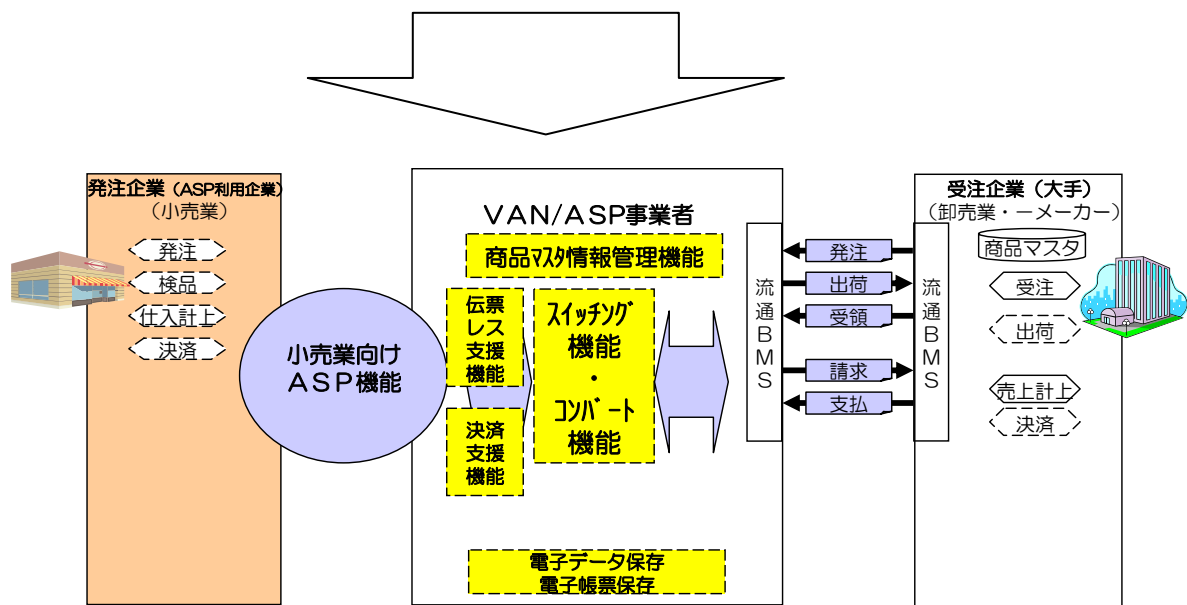 発注企業（ASP利用企業）
（小売業）
発注
検品
仕入計上
決済
小売業向け
ＡＳＰ機能
ＶＡＮ/ＡＳＰ事業者
商品ﾏｽﾀ情報管理機能
伝票
レス
支援
機能
決済
支援
機能
ｽｲｯﾁﾝｸﾞ
機能
・
ｺﾝﾊﾞｰﾄ
機能
電子データ保存
電子帳票保存
流通ＢＭＳ
発注
出荷
受領
請求
支払
流通ＢＭＳ
受注企業（大手）
（卸売業・－メーカー）
商品マスタ
受注
出荷
売上計上
決済